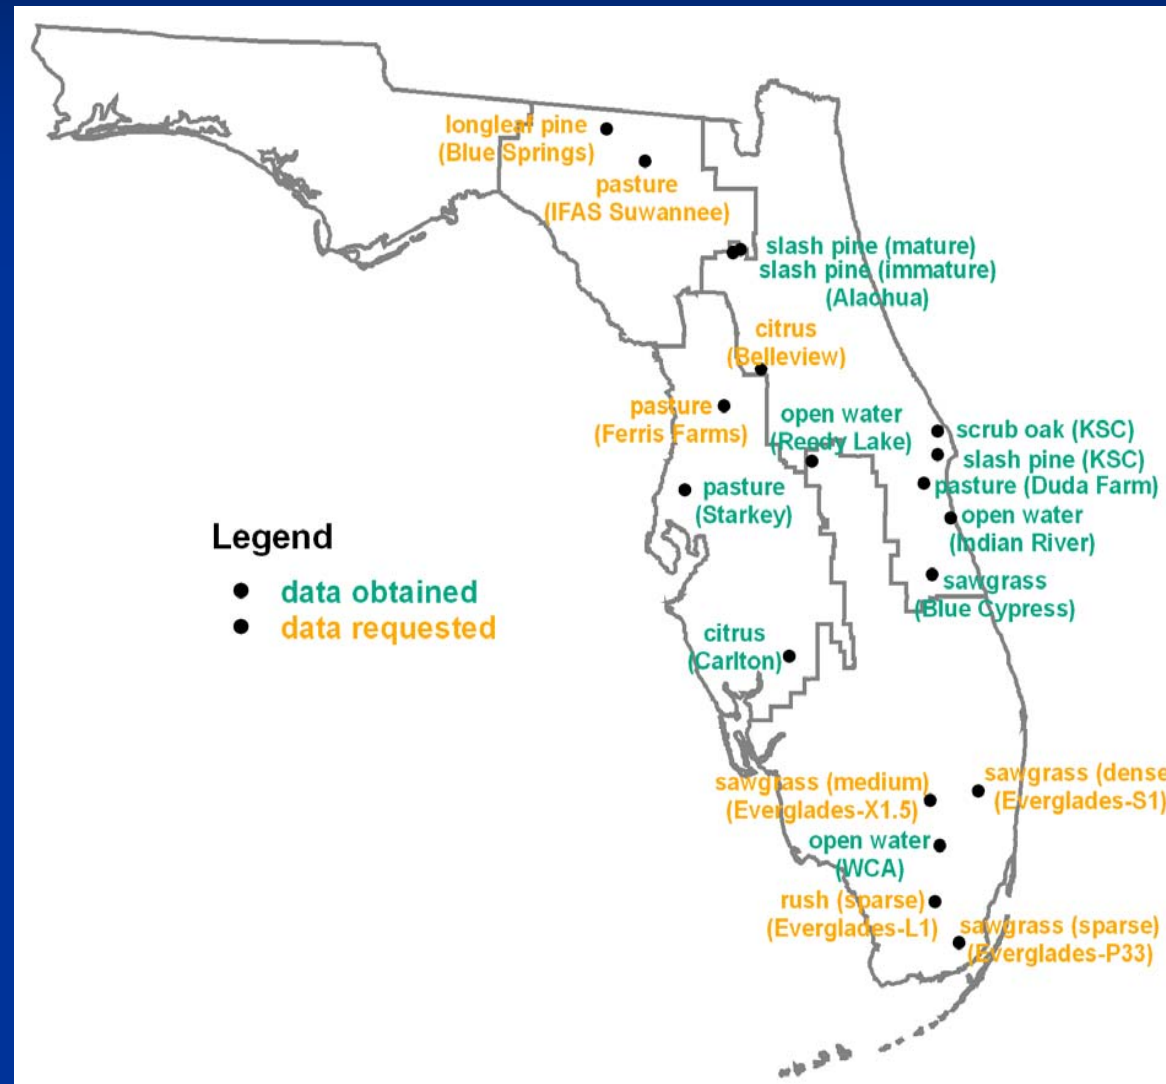 longleaf pine
(Blue Springs)
pasture
(IFAS Suwannee)
slash pine (mature)
slash pine (immature)
(Alachua)
citrus
(Belleview)
pasture
(Ferris Farms)
open water
(Reedy Lake)
scrub oak (KSC)
slash pine (KSC)
pasture (Duda Farm)
open water
(Indian River)
pasture
(Starkey)
sawgrass
(Blue Cypress)
Legend
data obtained
data requested
citrus
(Carlton)
sawgrass (medium)
(Everglades-X1.5)
sawgrass (dense
(Everglades-S1)
open water
(WCA)
rush (sparse)
(Everglades-L1)
sawgrass (sparse)
(Everglades-P33)